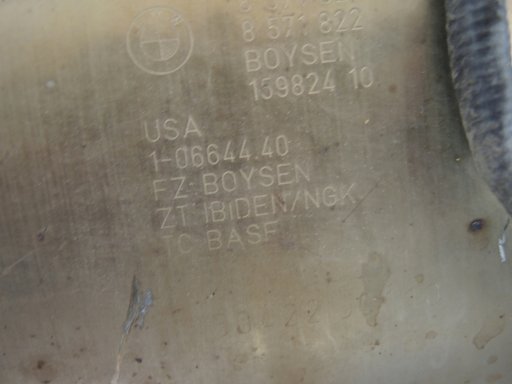 8 571 822
BOYSEN
159824 10
USA
1-06644.40
FZ: BOYSEN
ZT: IBIDEN/NGK
TC BASF